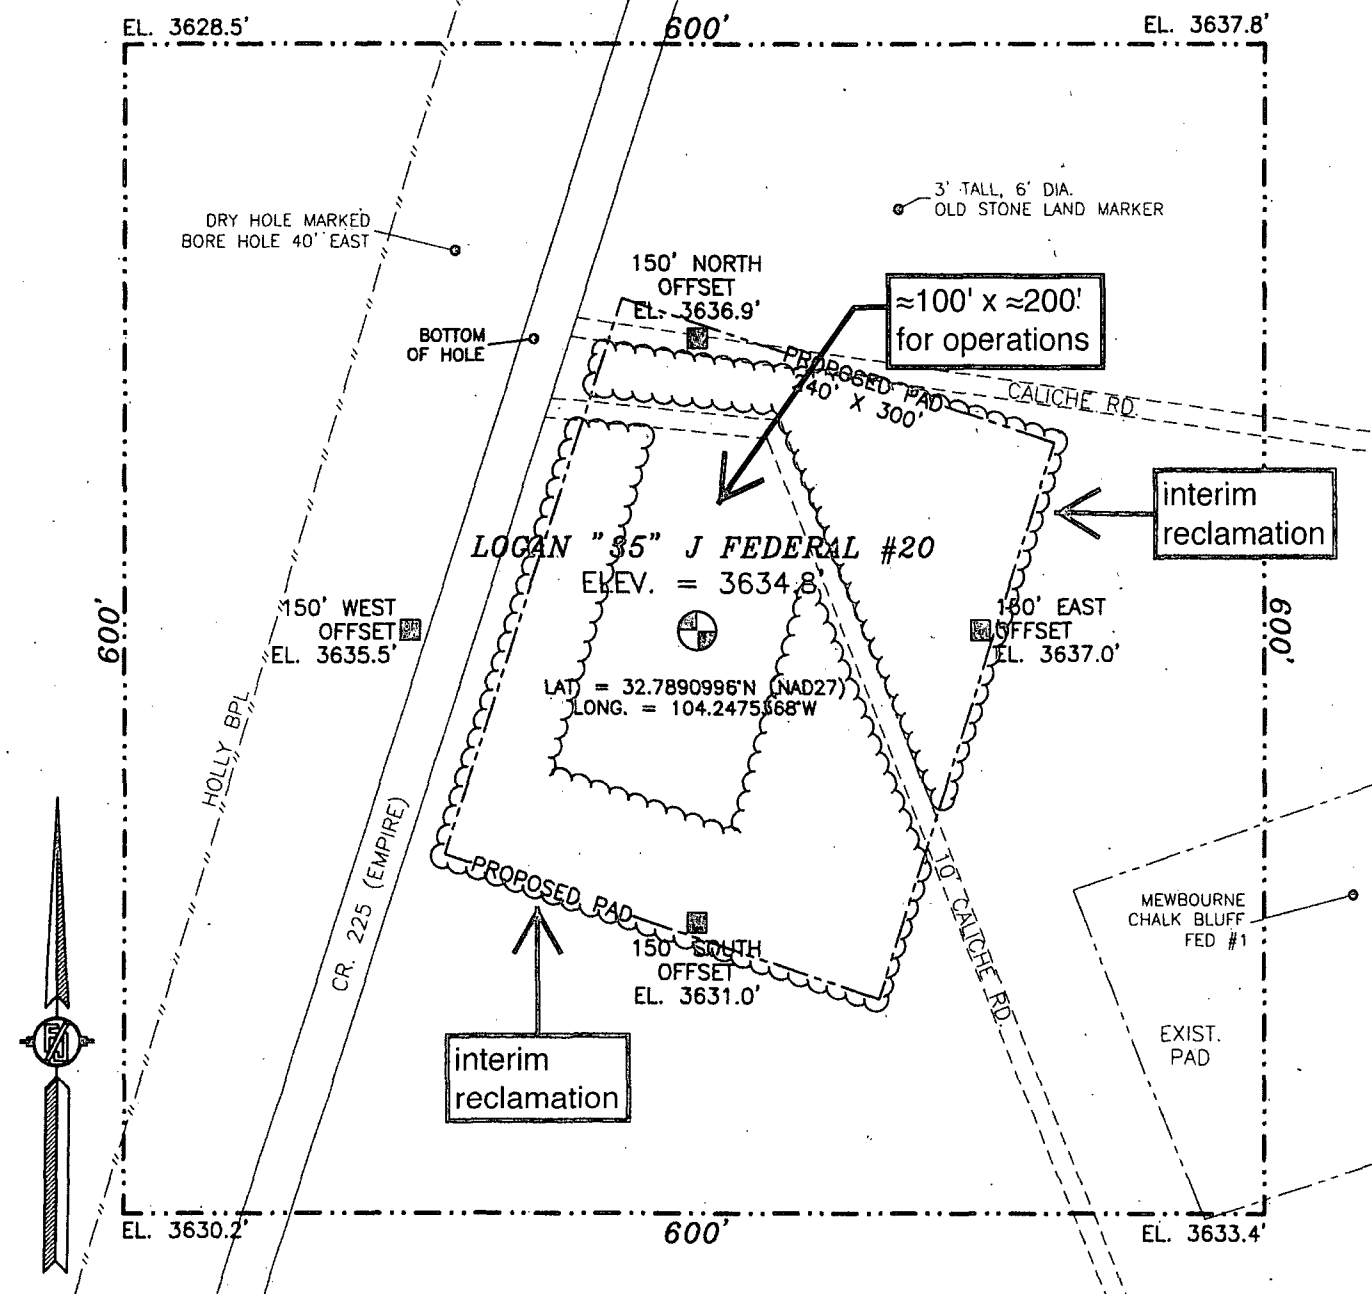 EL. 3628.5'
600'
EL. 3637.8'
3' TALL, 6' DIA.
OLD STONE LAND MARKER
DRY HOLE MARKED
BORE HOLE 40' EAST
150' NORTH
OFFSET
EL. 3636.9'
≈100' x ≈200'
for operations
BOTTOM
OF HOLE
PROPOSED PAD
240' X 300'
CALICHE RD.
interim
reclamation
LOGAN "35" J FEDERAL #20
ELEV. = 3634.8'
600'
150' WEST
OFFSET
EL. 3635.5'
150' EAST
OFFSET
EL. 3637.0'
600'
LAT = 32.7890996°N (NAD27)
LONG. = 104.2475368°W
HOLLY BPL
CR. 225 (EMPIRE)
PROPOSED PAD
10' CALICHE RD.
MEWBOURNE
CHALK BLUFF
FED #1
150' SOUTH
OFFSET
EL. 3631.0'
EXIST.
PAD
interim
reclamation
EL. 3630.2'
600'
EL. 3633.4'